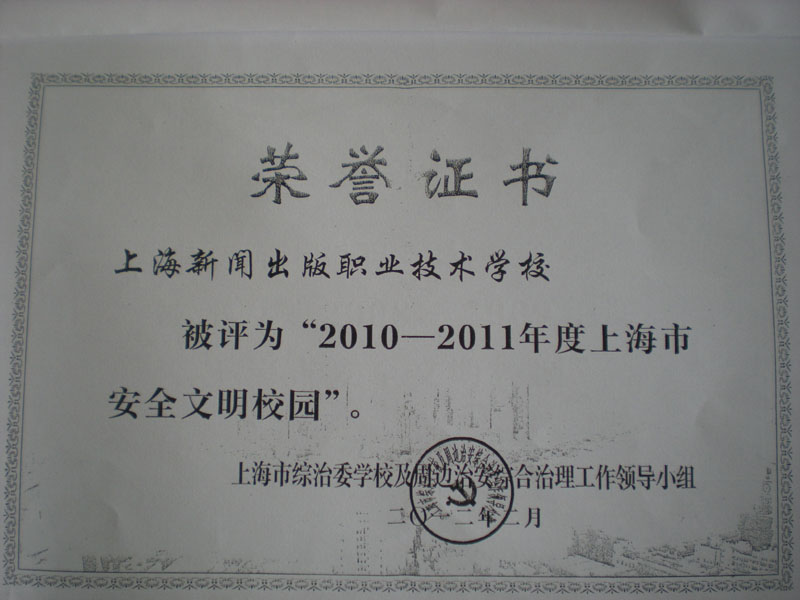 荣誉证书
上海新闻出版职业技术学校
被评为“2010—2011年度上海市
安全文明校园”。
上海市综治委学校及周边治安综合治理工作领导小组
二〇一二年二月